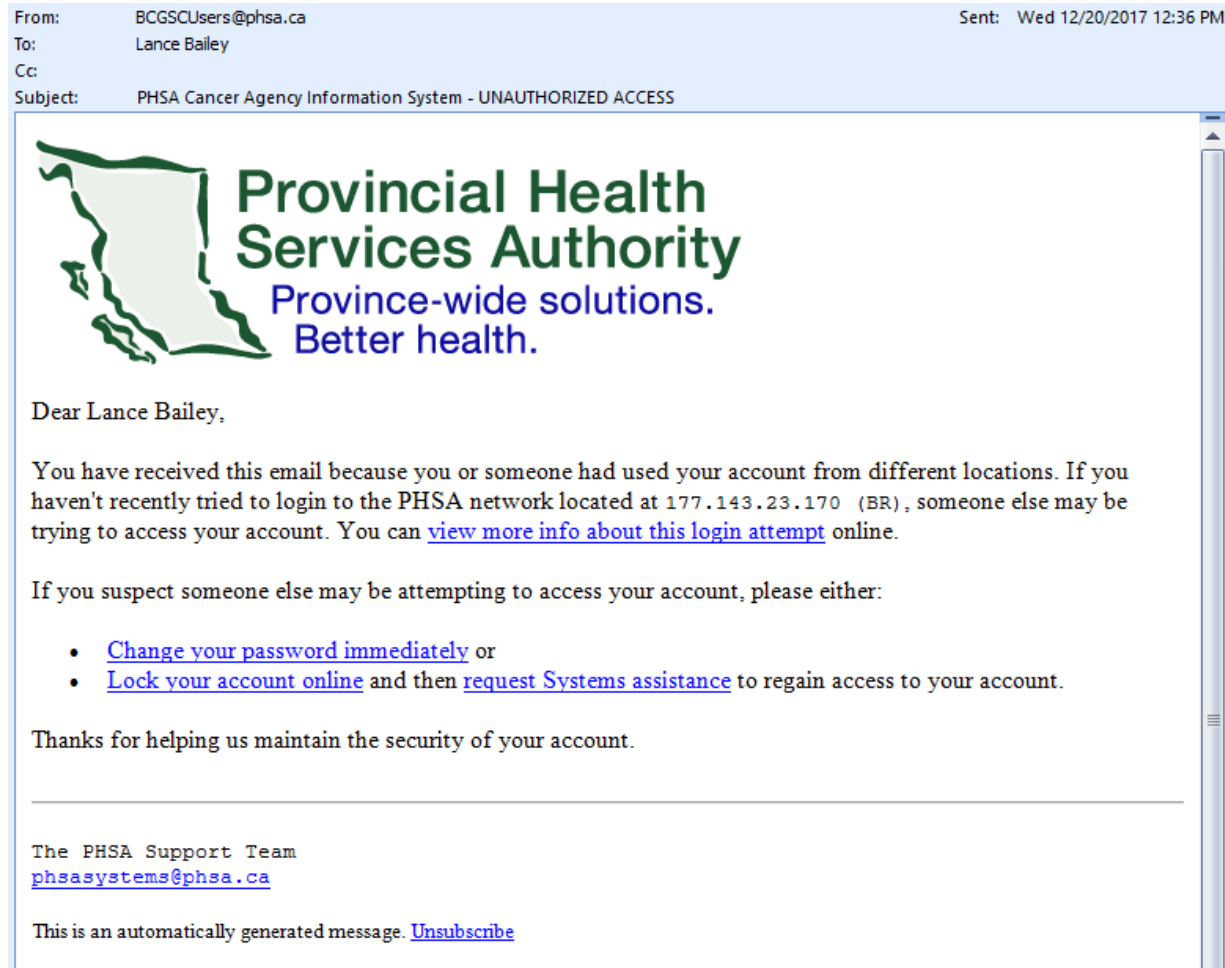 From: BCGSCUsers@phsa.ca Sent: Wed 12/20/2017 12:36 PM
To: Lance Bailey
Cc:
Subject: PHSA Cancer Agency Information System - UNAUTHORIZED ACCESS
Provincial Health
Services Authority
Province-wide solutions.
Better health.
Dear Lance Bailey,
You have received this email because you or someone had used your account from different locations. If you
haven't recently tried to login to the PHSA network located at 177.143.23.170 (BR), someone else may be
trying to access your account. You can view more info about this login attempt online.
If you suspect someone else may be attempting to access your account, please either:
• Change your password immediately or
• Lock your account online and then request Systems assistance to regain access to your account.
Thanks for helping us maintain the security of your account.
The PHSA Support Team
phsasystems@phsa.ca
This is an automatically generated message. Unsubscribe